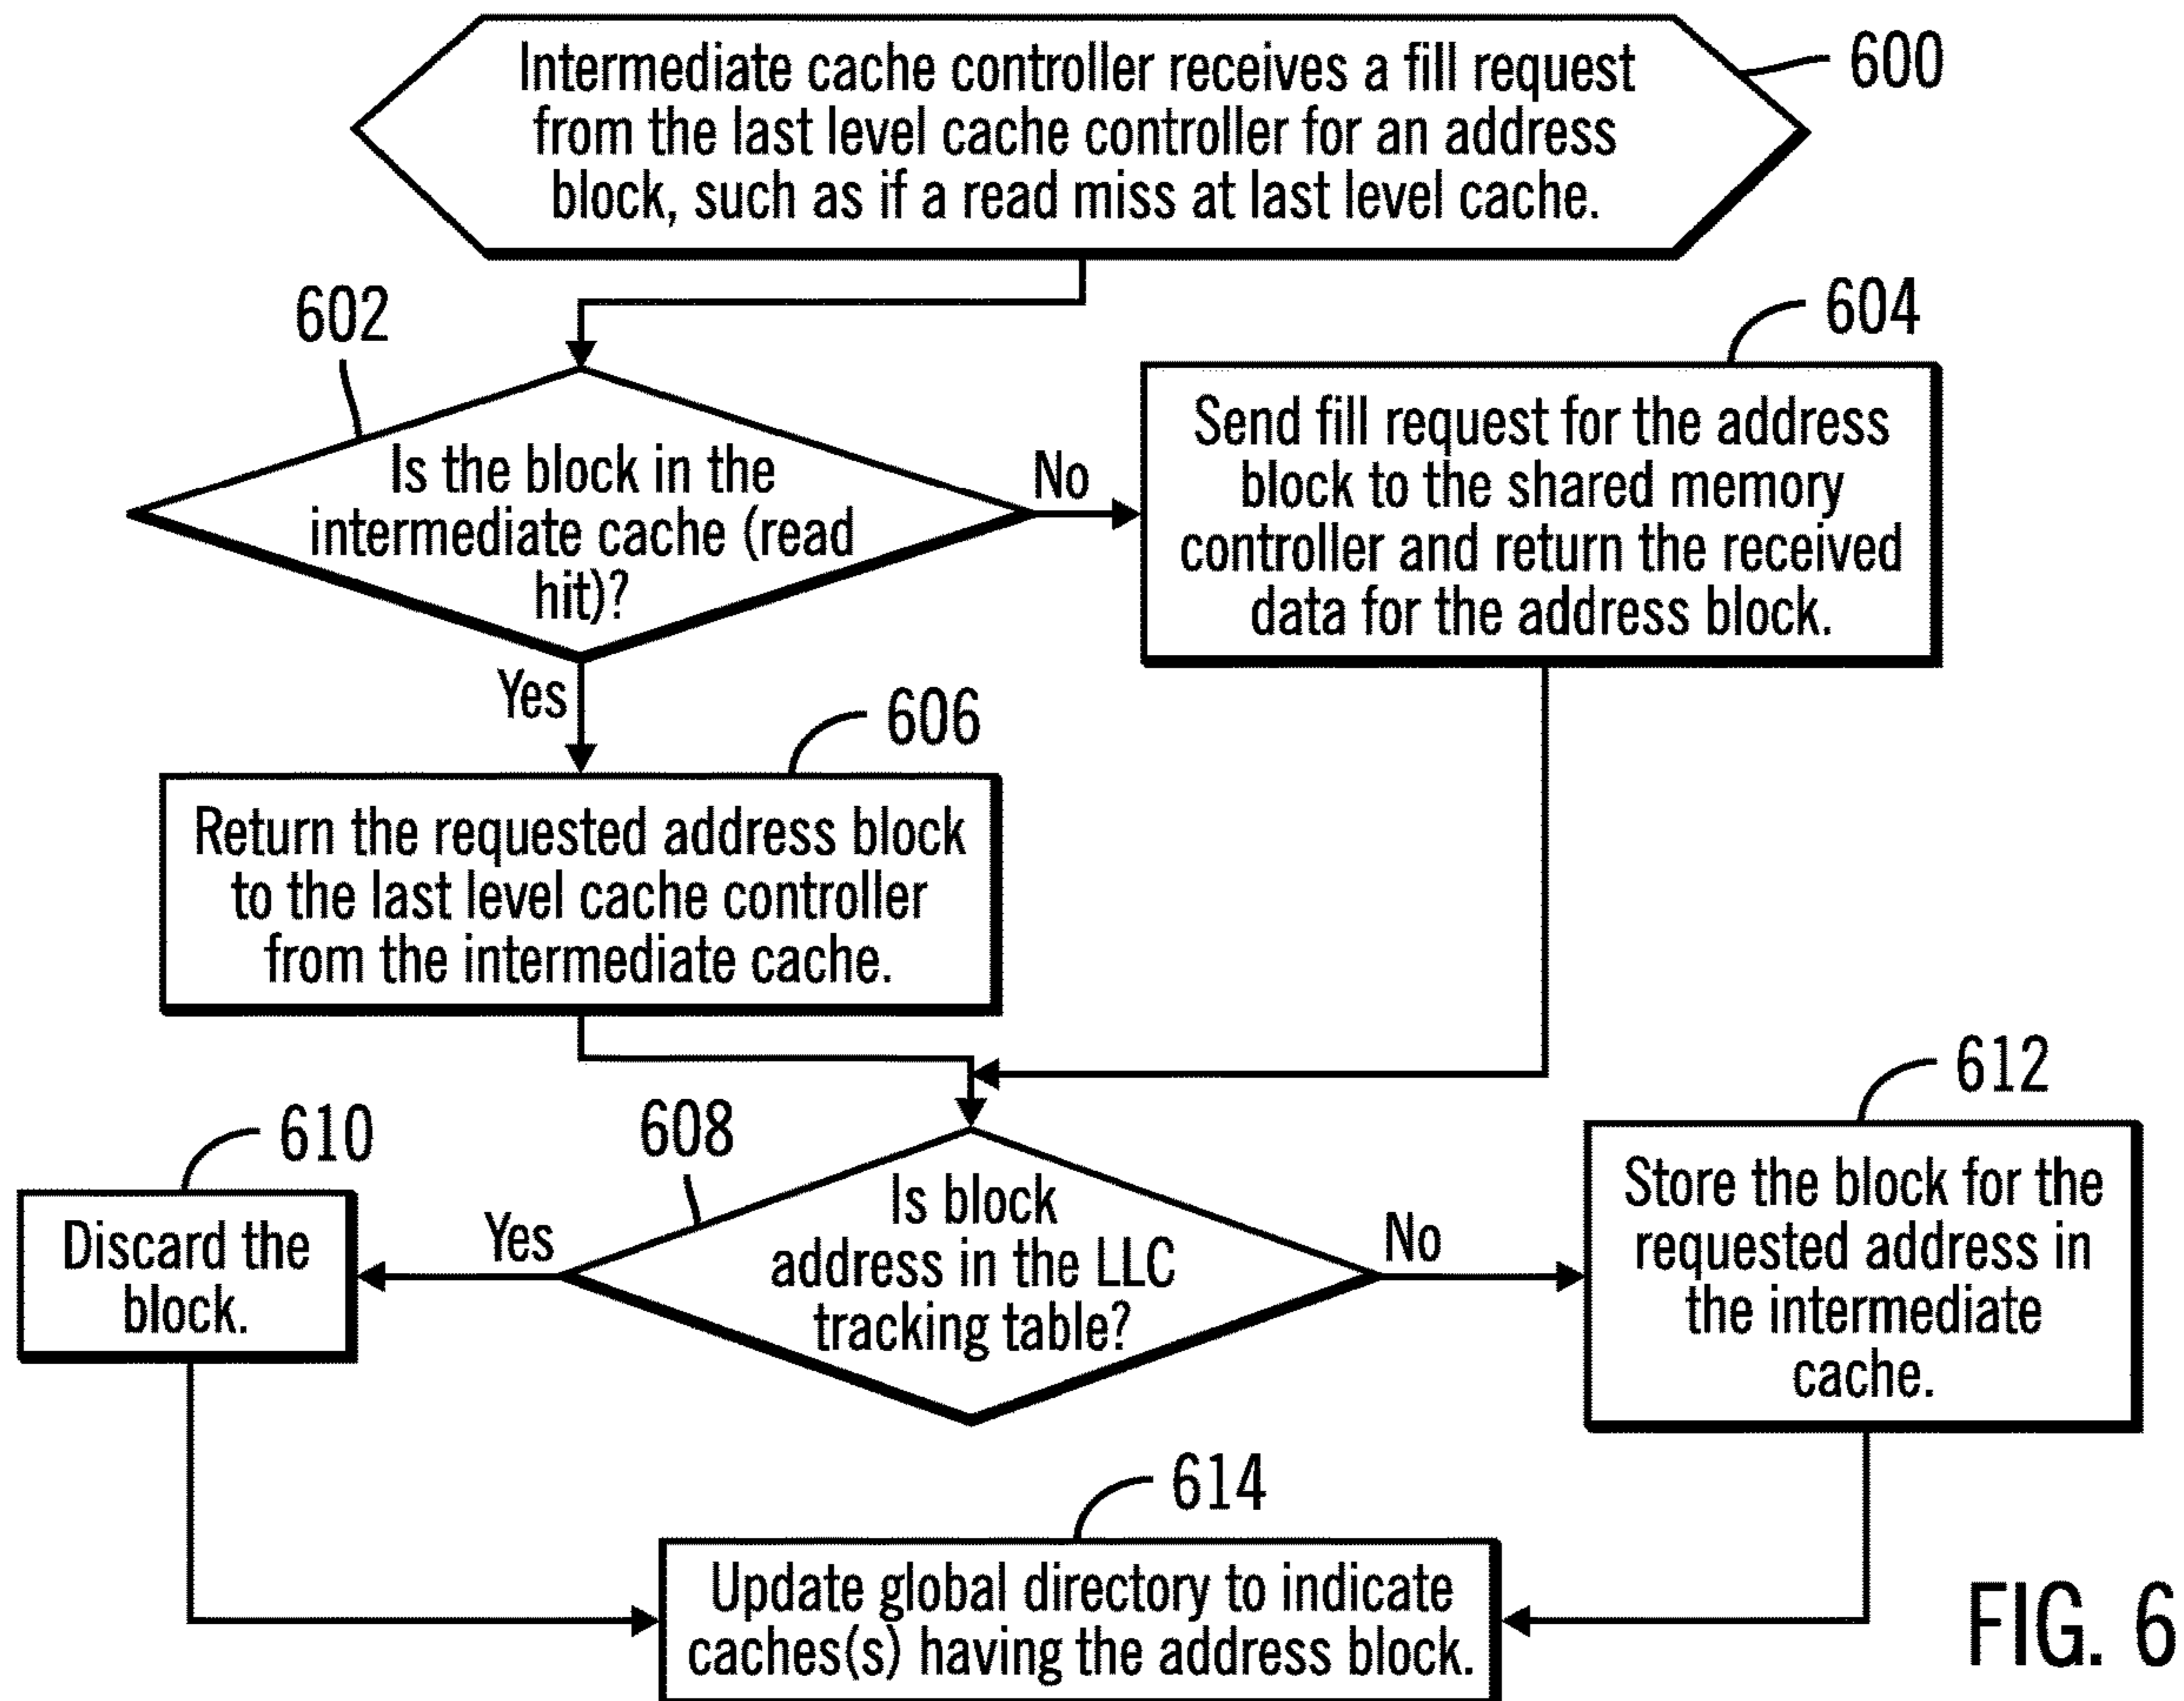 Intermediate cache controller receives a fill request
from the last level cache controller for an address
block, such as if a read miss at last level cache.
600
602
Is the block in the
intermediate cache (read
hit)?
No
Yes
604
Send fill request for the address
block to the shared memory
controller and return the received
data for the address block.
606
Return the requested address block
to the last level cache controller
from the intermediate cache.
608
Is block
address in the LLC
tracking table?
Yes
No
610
Discard the
block.
612
Store the block for the
requested address in
the intermediate
cache.
614
Update global directory to indicate
caches(s) having the address block.
FIG. 6